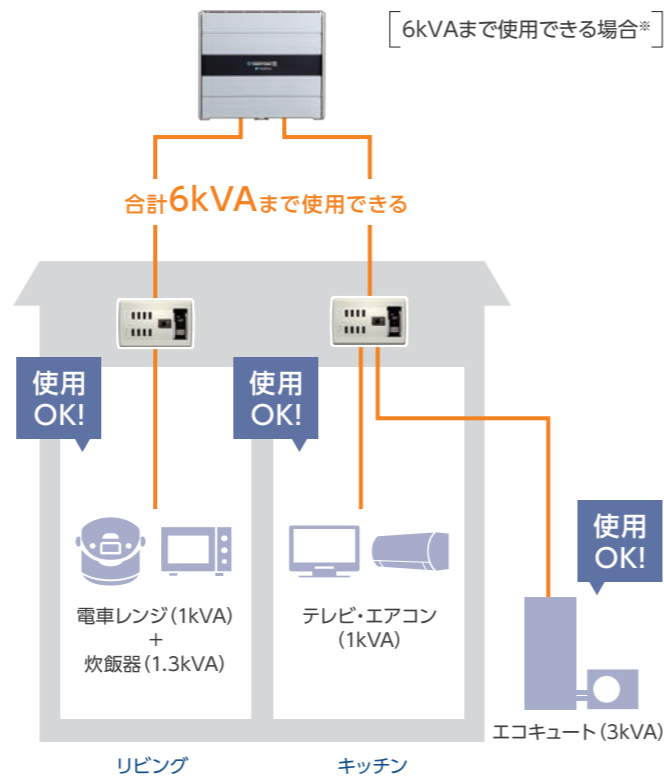 [6kVAまで使用できる場合※]
合計6kVAまで使用できる
使用
OK!
使用
OK!
使用
OK!
電車レンジ(1kVA)
+
炊飯器(1.3kVA)
テレビ・エアコン
(1kVA)
エコキュート(3kVA)
リビング
キッチン